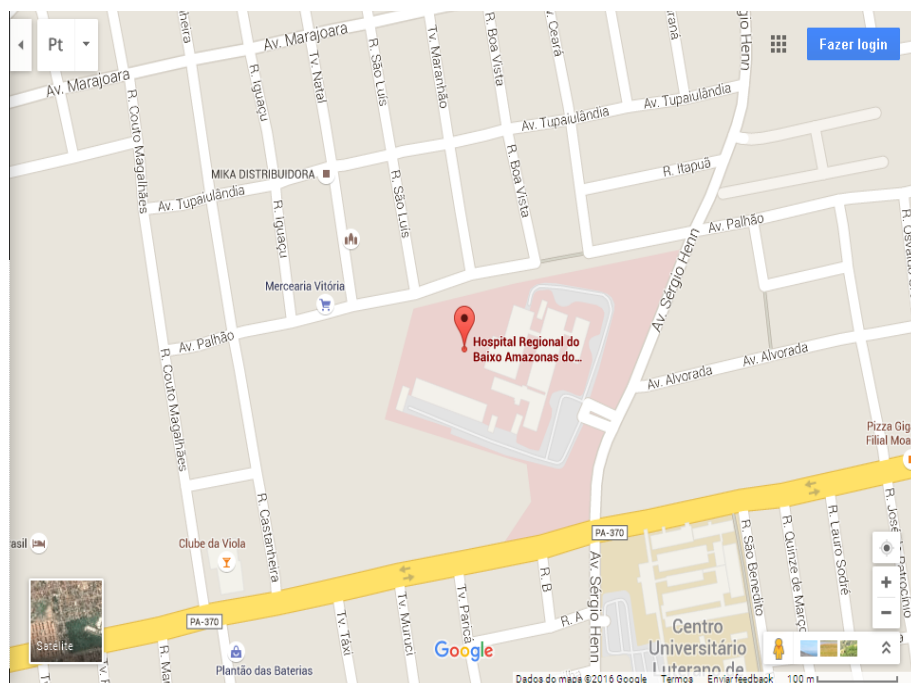 Pt
Fazer login
Av. Marajoara
Av. Marajoara
R. Couto Magalhães
R. Iguaçu
Tv. Natal
R. São Luís
Tv. Maranhão
R. Boa Vista
Av. Sérgio Henn
Av. Tupaiulândia
Av. Tupaiulândia
MIKA DISTRIBUIDORA
R. São Luís
R. Boa Vista
R. Itapuã
Av. Tupaiulândia
R. Iguaçu
Av. Palhão
Mercearia Vitória
Av. Sérgio Henn
Av. Palhão
Hospital Regional do
Baixo Amazonas do...
Av. Alvorada
Av. Alvorada
R. Couto Magalhães
Pizza Gig
Filial Moa
R. Castanheira
Clube da Viola
PA-370
R. São Benedito
R. Quinze de Março
R. Lauro Sodré
Av. Sérgio Henn
R. B
R. A
Tv. Táxi
Tv. Muruci
Tv. Paricá
PA-370
Satellite
Plantão das Baterias
Google
Centro
Universitário
Luterano de
Dados do mapa ©2016 Google Termos Enviar feedback 100 m